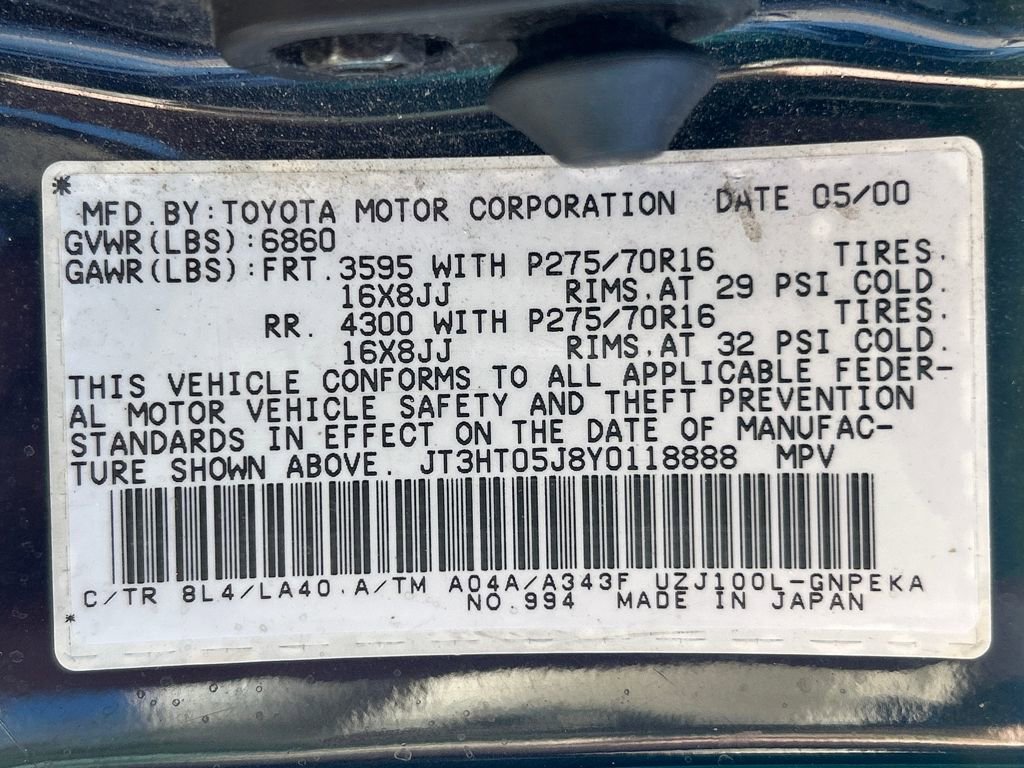 * MFD.BY:TOYOTA MOTOR CORPORATION DATE 05/00
GVWR(LBS):6860
GAWR(LBS):FRT.3595 WITH P275/70R16 TIRES.
16X8JJ RIMS,AT 29 PSI COLD.
RR. 4300 WITH P275/70R16 TIRES.
16X8JJ RIMS,AT 32 PSI COLD.
THIS VEHICLE CONFORMS TO ALL APPLICABLE FEDER-
AL MOTOR VEHICLE SAFETY AND THEFT PREVENTION
STANDARDS IN EFFECT ON THE DATE OF MANUFAC-
TURE SHOWN ABOVE. JT3HT05J8Y0118888 MPV
C/TR 8L4/LA40.A/TM A04A/A343F UZJ100L-GNPEKA
* NO.994 MADE IN JAPAN